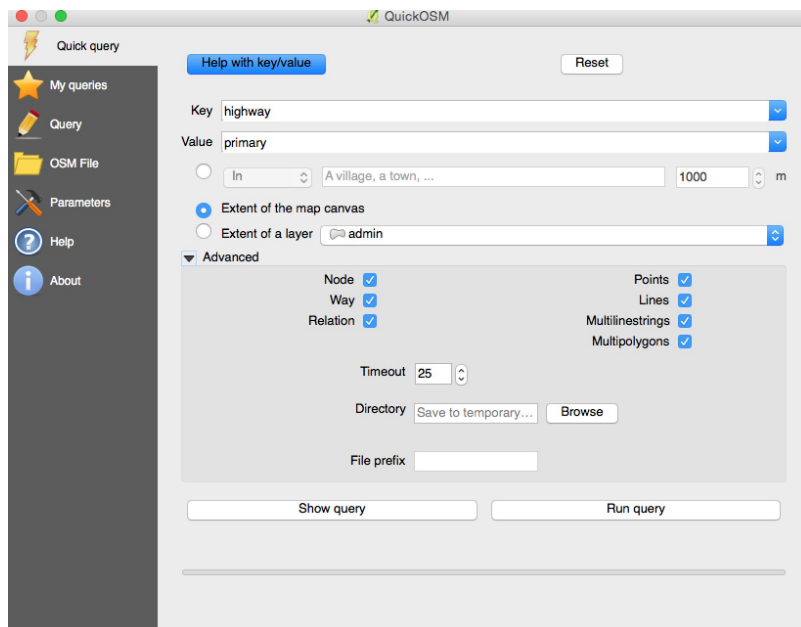 QuickOSM
Quick query
My queries
Query
OSM File
Parameters
Help
About
Help with key/value
Reset
Key highway
Value primary
In A village, a town, ... 1000 m
Extent of the map canvas
Extent of a layer admin
Advanced
Node Points
Way Lines
Relation Multilinestrings
Multipolygons
Timeout 25
Directory Save to temporary... Browse
File prefix
Show query Run query